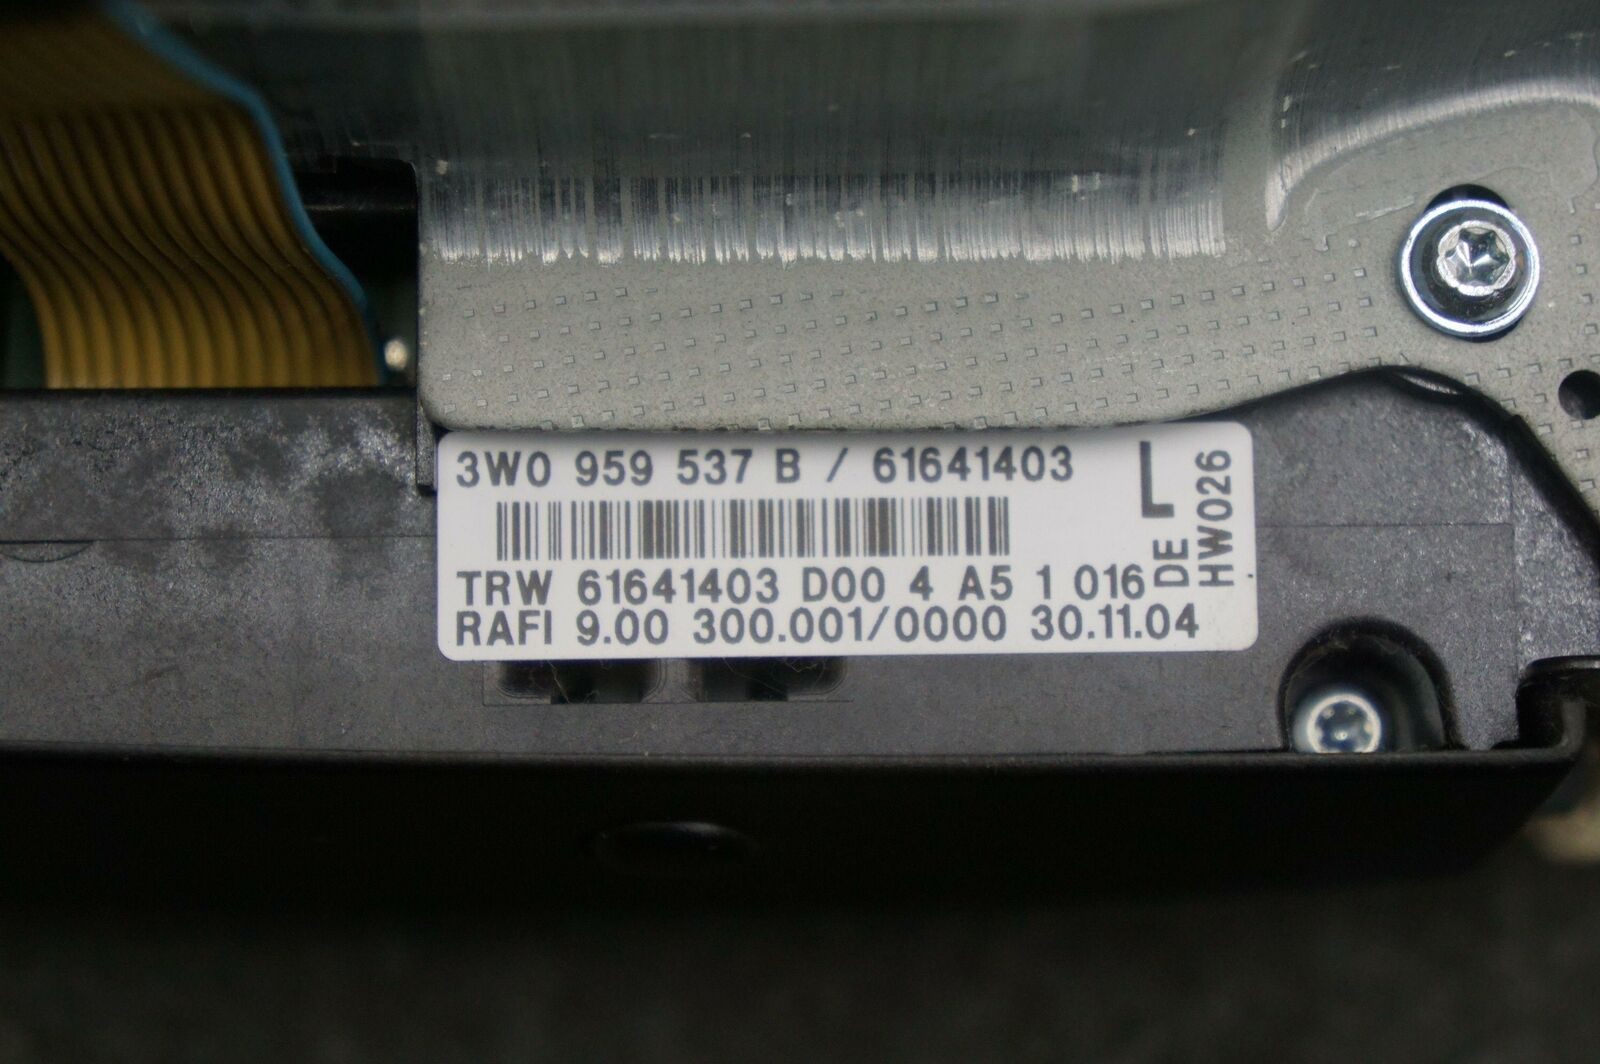 3W0 959 537 B / 61641403
TRW 61641403 D00 4 A5 1 016
RAFI 9.00 300.001/0000 30.11.04
L
DE
HW026